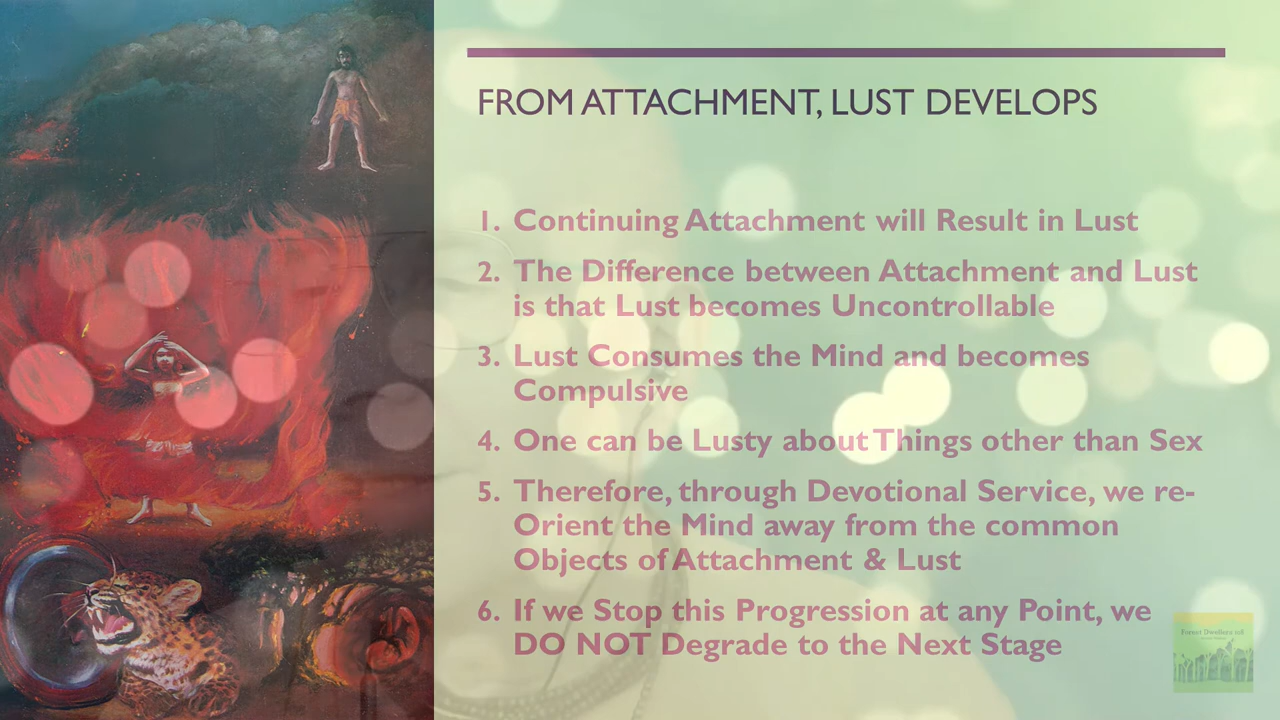 FROM ATTACHMENT, LUST DEVELOPS
1. Continuing Attachment will Result in Lust
2. The Difference between Attachment and Lust
is that Lust becomes Uncontrollable
3. Lust Consumes the Mind and becomes
Compulsive
4. One can be Lusty about Things other than Sex
5. Therefore, through Devotional Service, we re-
Orient the Mind away from the common
Objects of Attachment & Lust
6. If we Stop this Progression at any Point, we
DO NOT Degrade to the Next Stage
Forest Dwellers